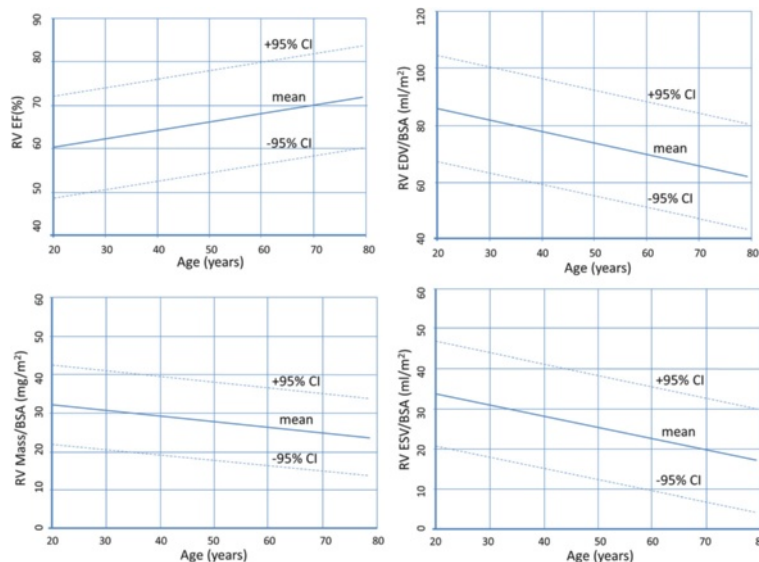 RV EF(%)
90
80
70
60
50
40
+95% CI
mean
-95% CI
20 30 40 50 60 70 80
Age (years)
RV EDV/BSA (ml/m²)
120
100
80
60
40
+95% CI
mean
-95% CI
20 30 40 50 60 70 80
Age (years)
RV Mass/BSA (mg/m²)
60
50
40
30
20
10
0
+95% CI
mean
-95% CI
20 30 40 50 60 70 80
Age (years)
RV ESV/BSA (ml/m²)
60
50
40
30
20
10
0
+95% CI
mean
-95% CI
20 30 40 50 60 70 80
Age (years)